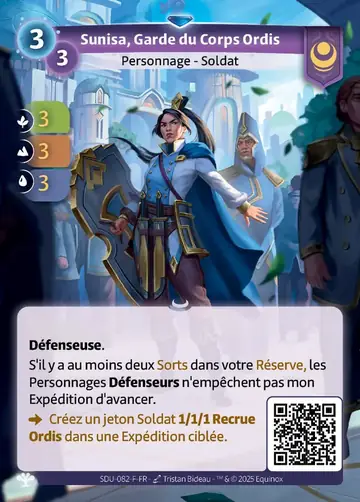 3
3
Sunisa, Garde du Corps Ordis
Personnage - Soldat
3
3
3
Défenseuse.
S'il y a au moins deux Sorts dans votre Réserve, les
Personnages Défenseurs n'empêchent pas mon
Expédition d'avancer.
Créez un jeton Soldat 1/1/1 Recrue
Ordis dans une Expédition ciblée.
SDU-082-F-FR - Tristan Bideau - ™ & © 2025 Equinox